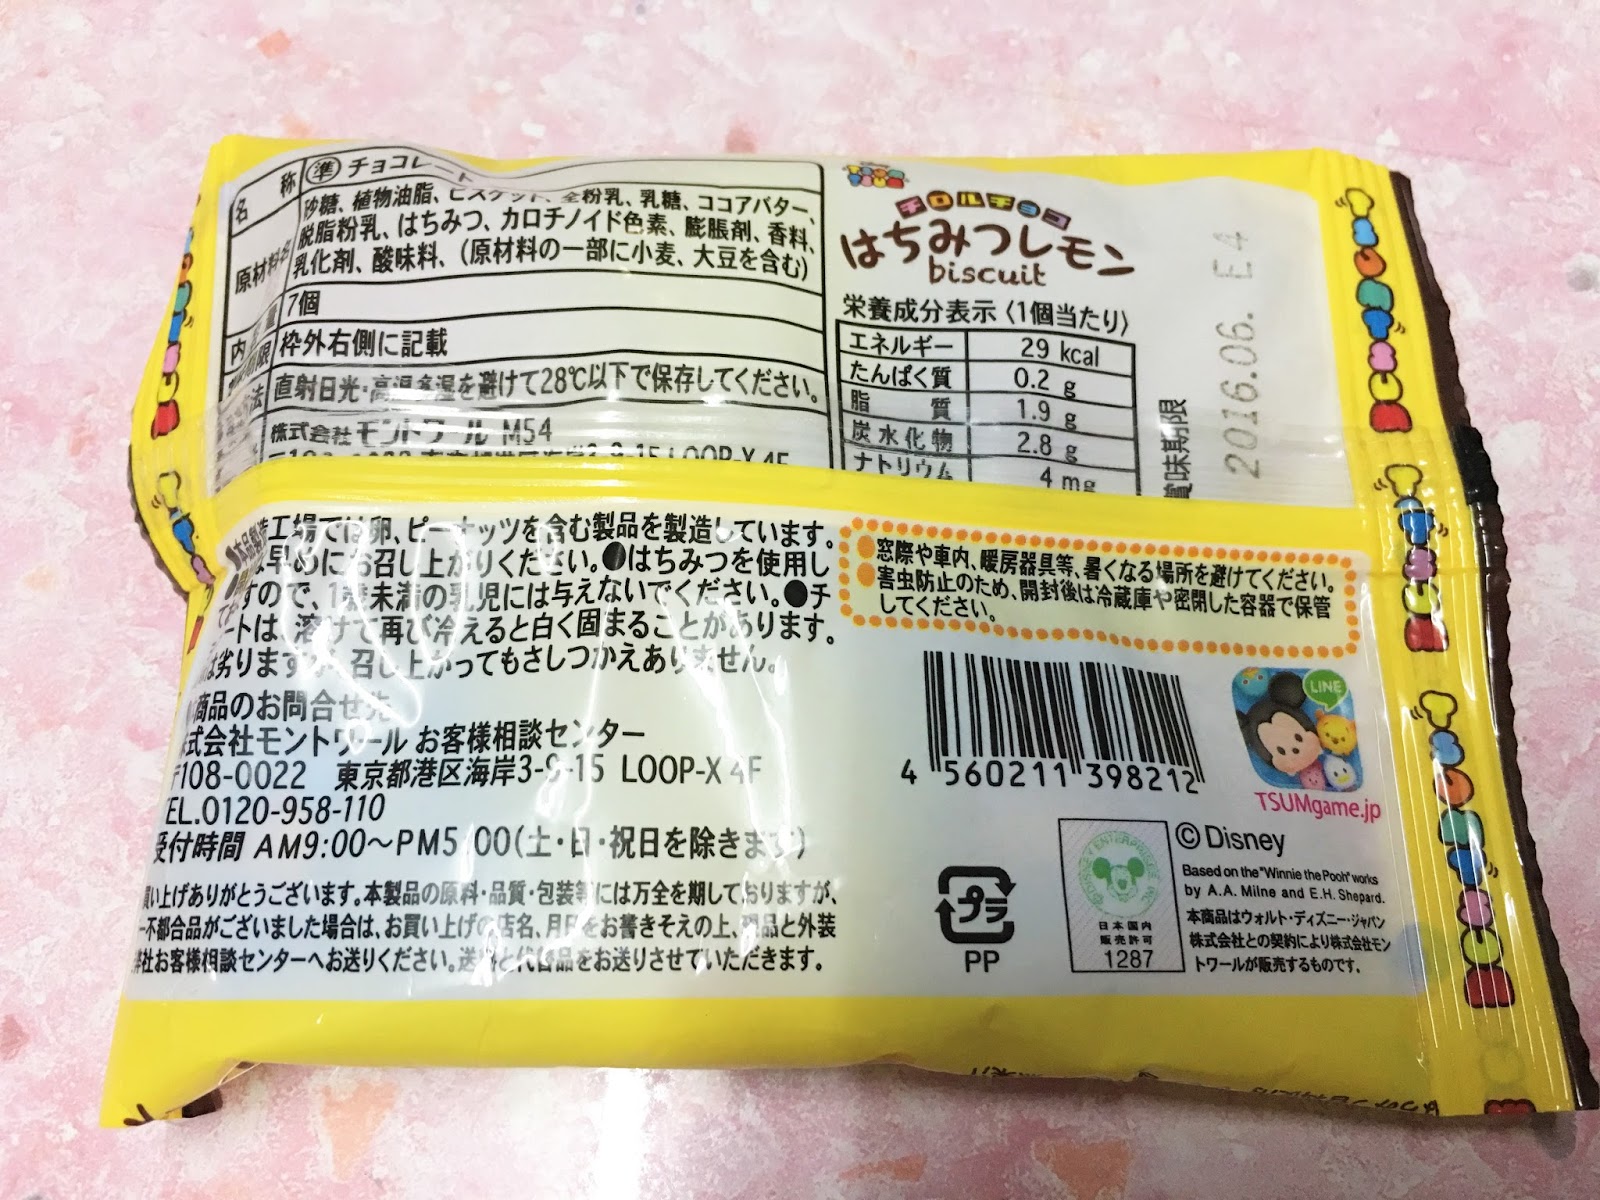 名 称 準 チョコレート
原材料名 砂糖、植物油脂、ビスケット、全粉乳、乳糖、ココアバター、
脱脂粉乳、はちみつ、カロチノイド色素、膨脹剤、香料、
乳化剤、酸味料、(原材料の一部に小麦、大豆を含む)
内 量 7個
期限 枠外右側に記載
法 直射日光・高温多湿を避けて28℃以下で保存してください。
株式会社 モントワール M54
TSUM TSUM
チロルチョコ
はちみつレモン
biscuit
栄養成分表示〈1個当たり〉
エネルギー 29 kcal
たんぱく質 0.2 g
脂 質 1.9 g
炭水化物 2.8 g
ナトリウム 4 mg
賞味期限
2016.06. E4
工場では卵、ピーナッツを含む製品を製造しています。
早めにお召し上がりください。●はちみつを使用し
すので、1歳未満の乳児には与えないでください。●チ
ートは、溶けて再び冷えると白く固まることがあります。
は劣りますが、召し上がってもさしつかえありません。
商品のお問合せ先
式会社モントワール お客様相談センター
〒108-0022 東京都港区海岸3-9-15 LOOP-X 4F
TEL.0120-958-110
受付時間 AM9:00〜PM5:00(土・日・祝日を除きます)
買い上げありがとうございます。本製品の原料・品質・包装等には万全を期しておりますが、
一不都合品がございました場合は、お買い上げの店名、月日をお書きそえの上、現品と外装
弊社お客様相談センターへお送りください。送料と代替品をお送りさせていただきます。
窓際や車内、暖房器具等、暑くなる場所を避けてください。
害虫防止のため、開封後は冷蔵庫や密閉した容器で保管
してください。
4 560211 398212
LINE
TSUMgame.jp
プラ
PP
日本国内
販売許可
1287
©Disney
Based on the "Winnie the Pooh" works
by A.A. Milne and E.H. Shepard.
本商品はウォルト・ディズニー・ジャパン
株式会社との契約により株式会社モン
トワールが販売するものです。